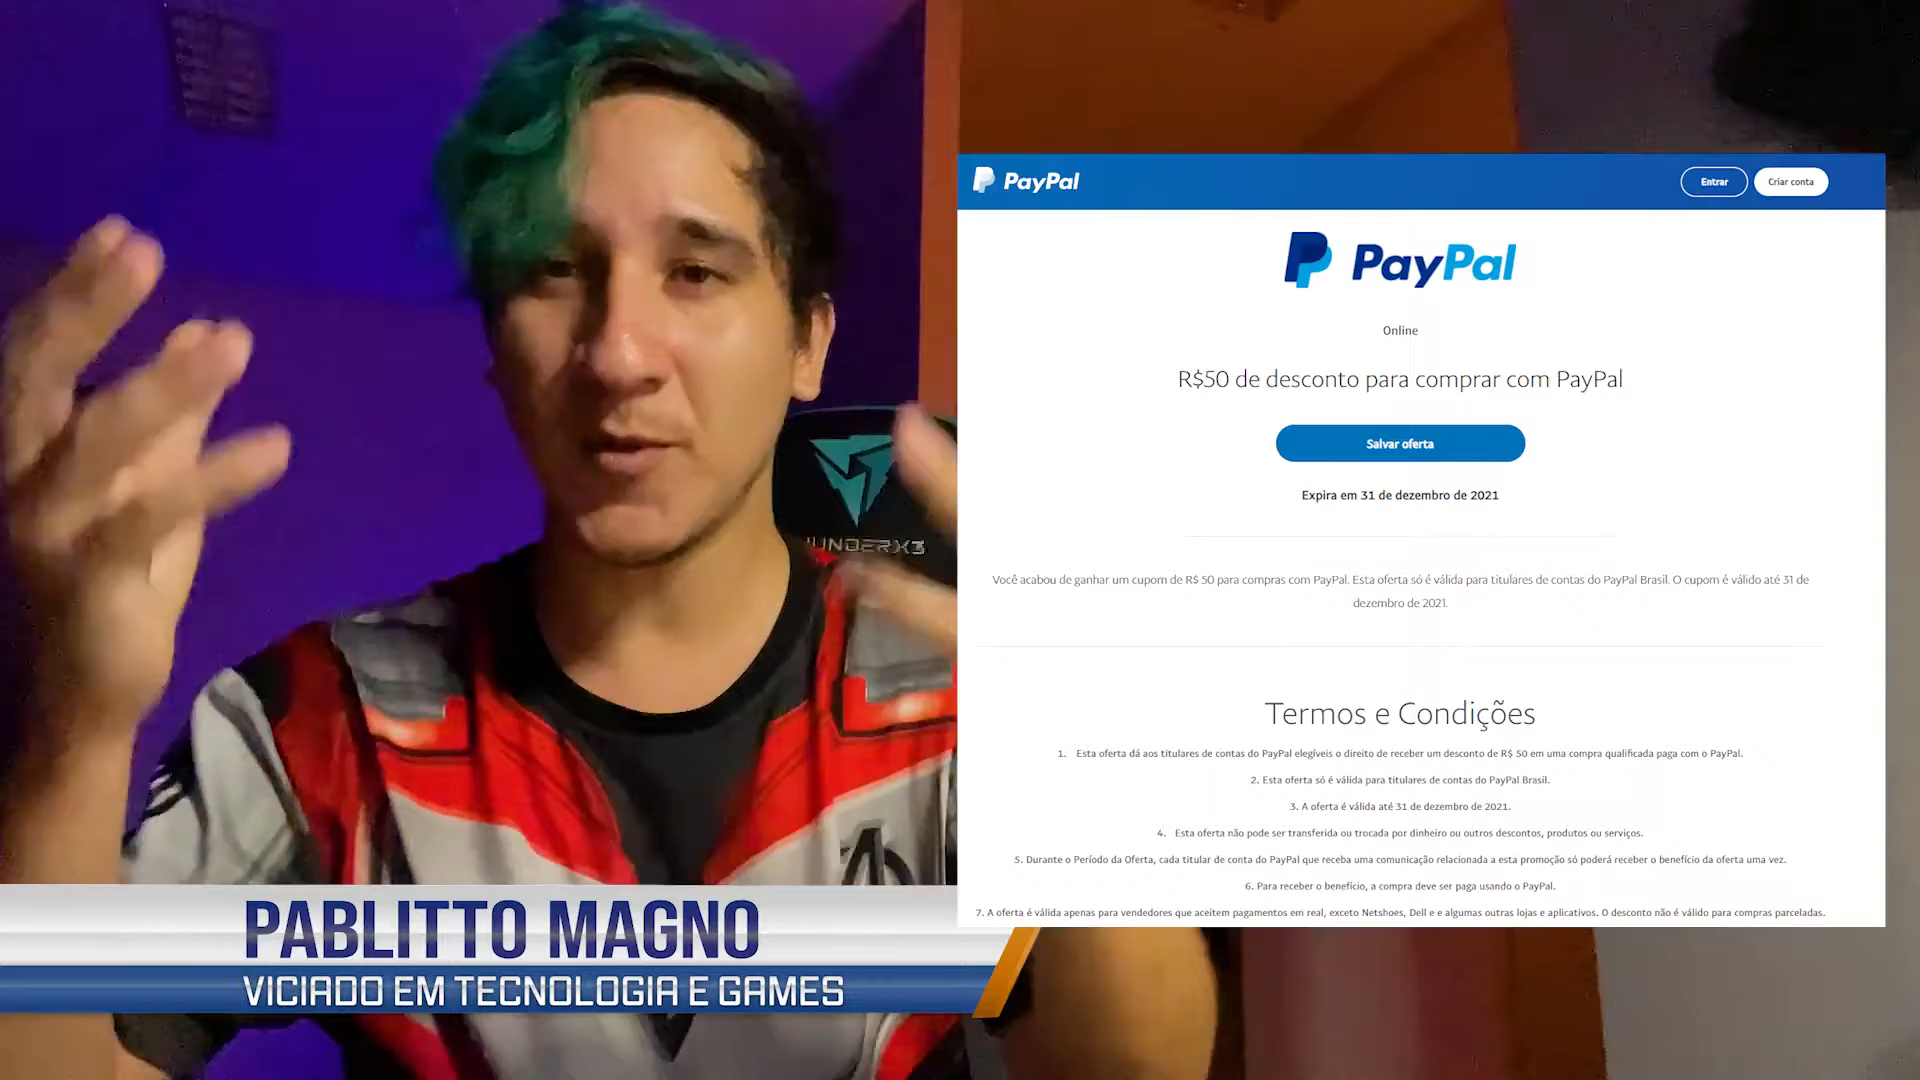 PayPal
Entrar
Criar conta
PayPal
Online
R$50 de desconto para comprar com PayPal
Salvar oferta
Expira em 31 de dezembro de 2021
Você acabou de ganhar um cupom de R$ 50 para compras com PayPal. Esta oferta só é válida para titulares de contas do PayPal Brasil. O cupom é válido até 31 de
dezembro de 2021.
Termos e Condições
1. Esta oferta dá aos titulares de contas do PayPal elegíveis o direito de receber um desconto de R$ 50 em uma compra qualificada paga com o PayPal.
2. Esta oferta só é válida para titulares de contas do PayPal Brasil.
3. A oferta é válida até 31 de dezembro de 2021.
4. Esta oferta não pode ser transferida ou trocada por dinheiro ou outros descontos, produtos ou serviços.
5. Durante o Período da Oferta, cada titular de conta do PayPal que receba uma comunicação relacionada a esta promoção só poderá receber o benefício da oferta uma vez.
6. Para receber o benefício, a compra deve ser paga usando o PayPal.
7. A oferta é válida apenas para vendedores que aceitem pagamentos em real, exceto Netshoes, Dell e e algumas outras lojas e aplicativos. O desconto não é válido para compras parceladas.
UNDERX3
PABLITTO MAGNO
VICIADO EM TECNOLOGIA E GAMES